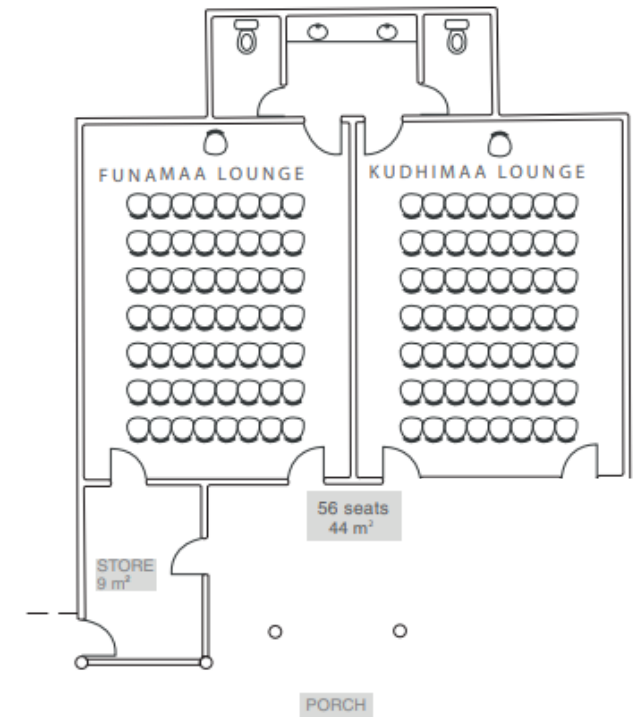 FUNAMAA LOUNGE
KUDHIMAA LOUNGE
56 seats
44 m²
STORE
9 m²
PORCH